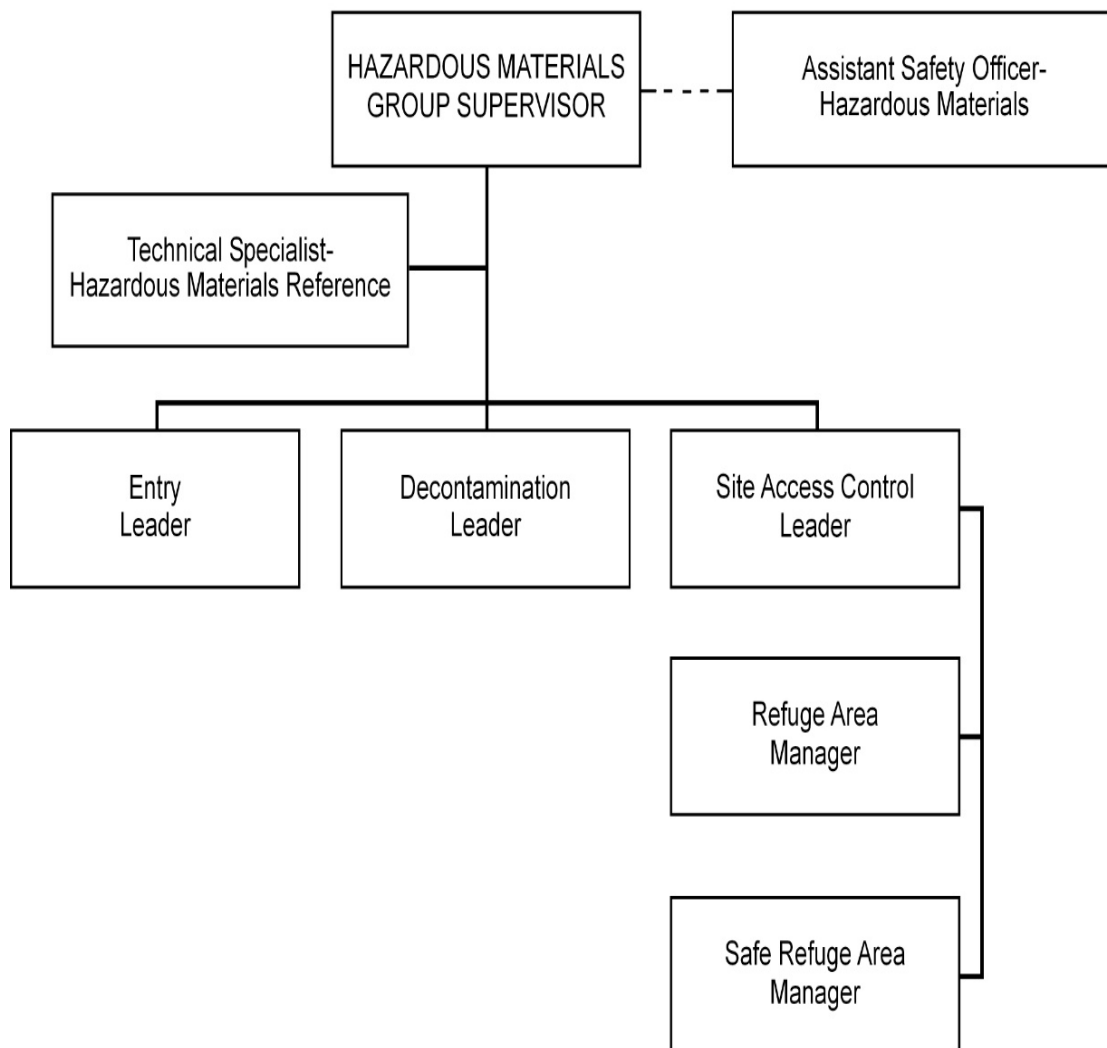 HAZARDOUS MATERIALS
GROUP SUPERVISOR
Assistant Safety Officer-
Hazardous Materials
Technical Specialist-
Hazardous Materials Reference
Entry
Leader
Decontamination
Leader
Site Access Control
Leader
Refuge Area
Manager
Safe Refuge Area
Manager